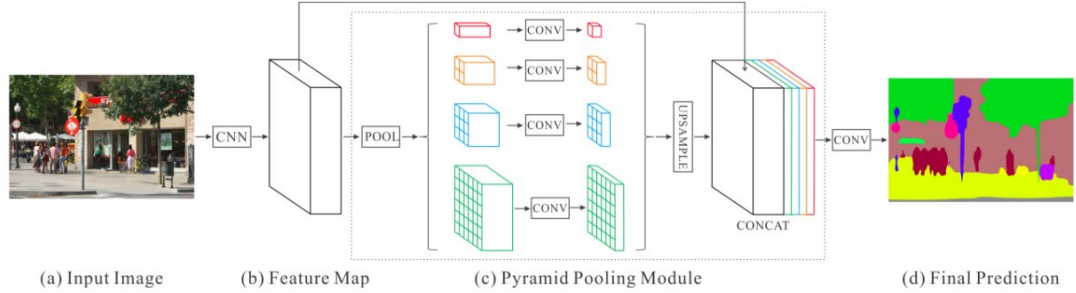 CNN
POOL
CONV
CONV
CONV
CONV
UPSAMPLE
CONCAT
CONV
(a) Input Image
(b) Feature Map
(c) Pyramid Pooling Module
(d) Final Prediction